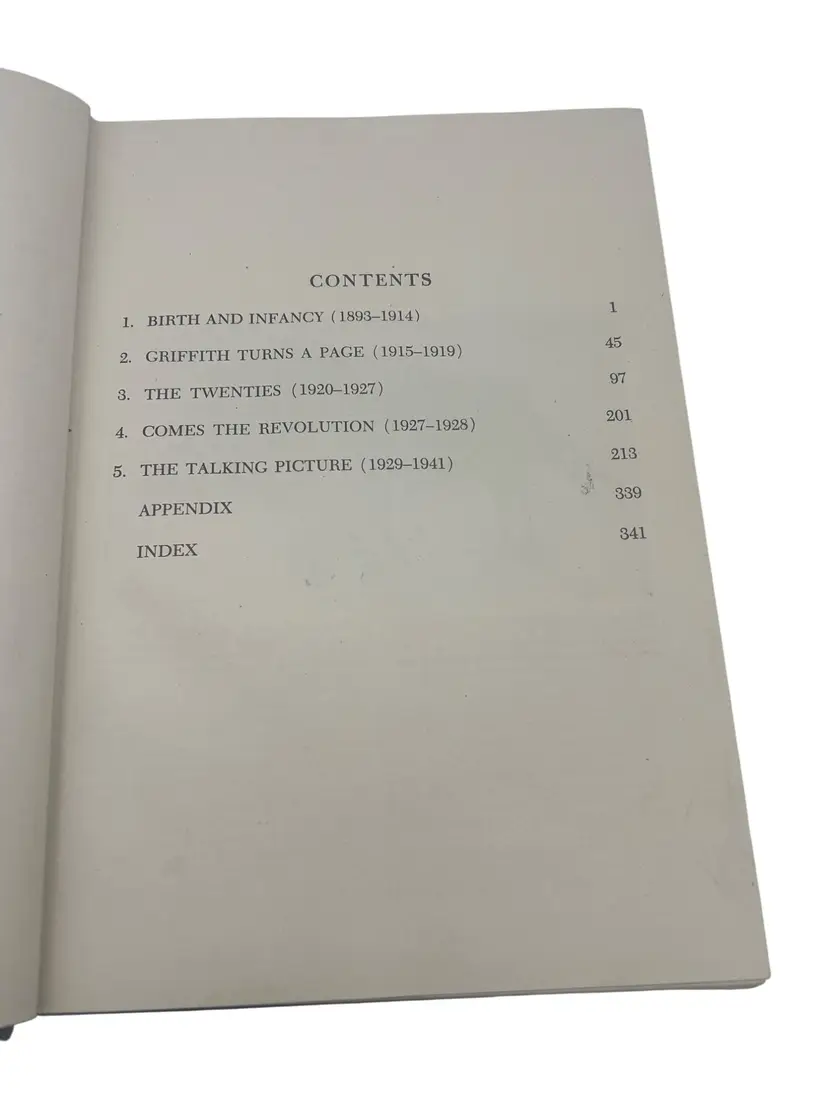 CONTENTS
1. BIRTH AND INFANCY (1893–1914) 1
2. GRIFFITH TURNS A PAGE (1915–1919) 45
3. THE TWENTIES (1920–1927) 97
4. COMES THE REVOLUTION (1927–1928) 201
5. THE TALKING PICTURE (1929–1941) 213
APPENDIX 339
INDEX 341